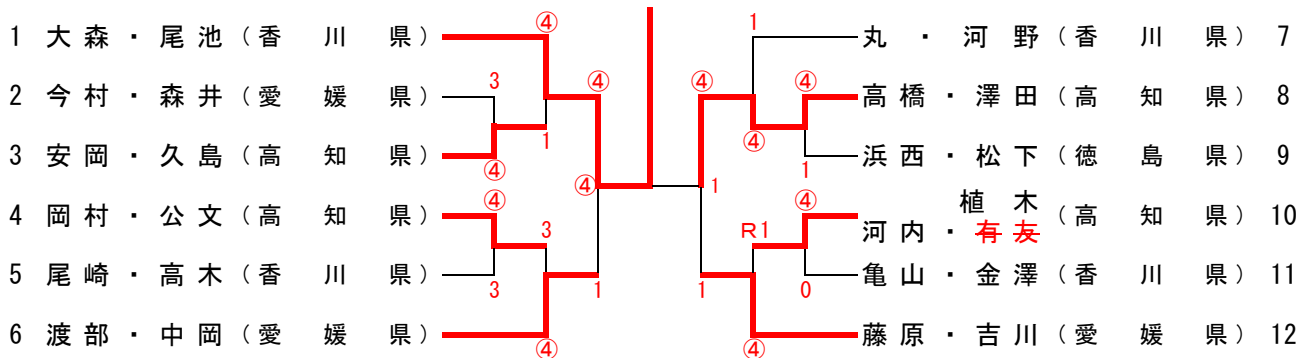 ④ 1
1 大森・尾池（香川県） 丸・河野（香川県） 7
3 ④ ④ ④
2 今村・森井（愛媛県） 高橋・澤田（高知県） 8
1 ④
3 安岡・久島（高知県） 浜西・松下（徳島県） 9
④ 1
④ 1
④ ④
植木
4 岡村・公文（高知県） （高知県） 10
3 R1 河内・有友
5 尾崎・高木（香川県） 亀山・金澤（香川県） 11
3 1 1 0
6 渡部・中岡（愛媛県） 藤原・吉川（愛媛県） 12
④ ④